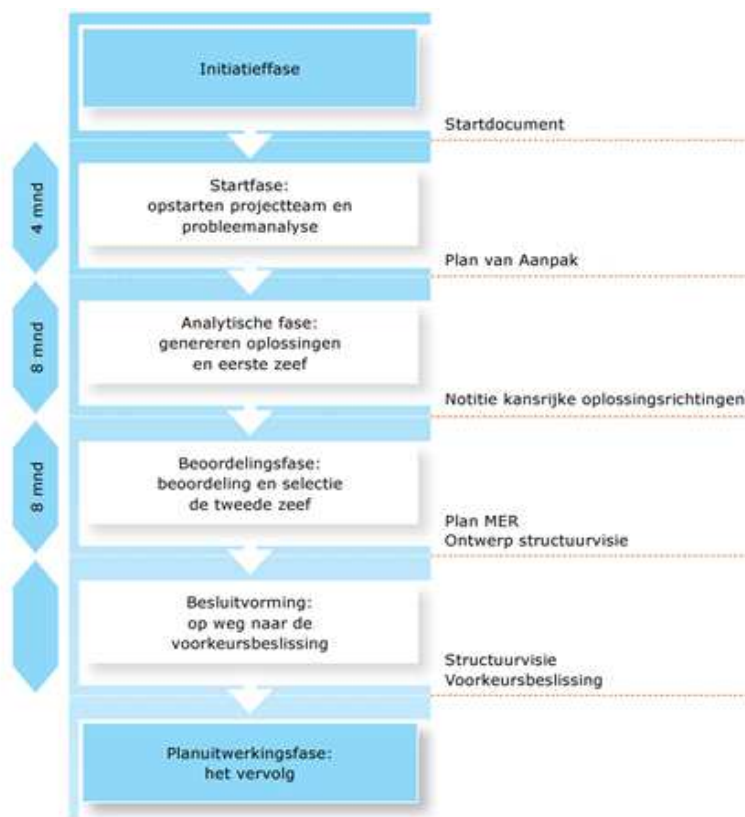 Initiatieffase
Startdocument
4 mnd
Startfase:
opstarten projectteam en
probleemanalyse
Plan van Aanpak
8 mnd
Analytische fase:
genereren oplossingen
en eerste zeef
Notitie kansrijke oplossingsrichtingen
8 mnd
Beoordelingsfase:
beoordeling en selectie
de tweede zeef
Plan MER
Ontwerp structuurvisie
Besluitvorming:
op weg naar de
voorkeursbeslissing
Structuurvisie
Voorkeursbeslissing
Planuitwerkingsfase:
het vervolg